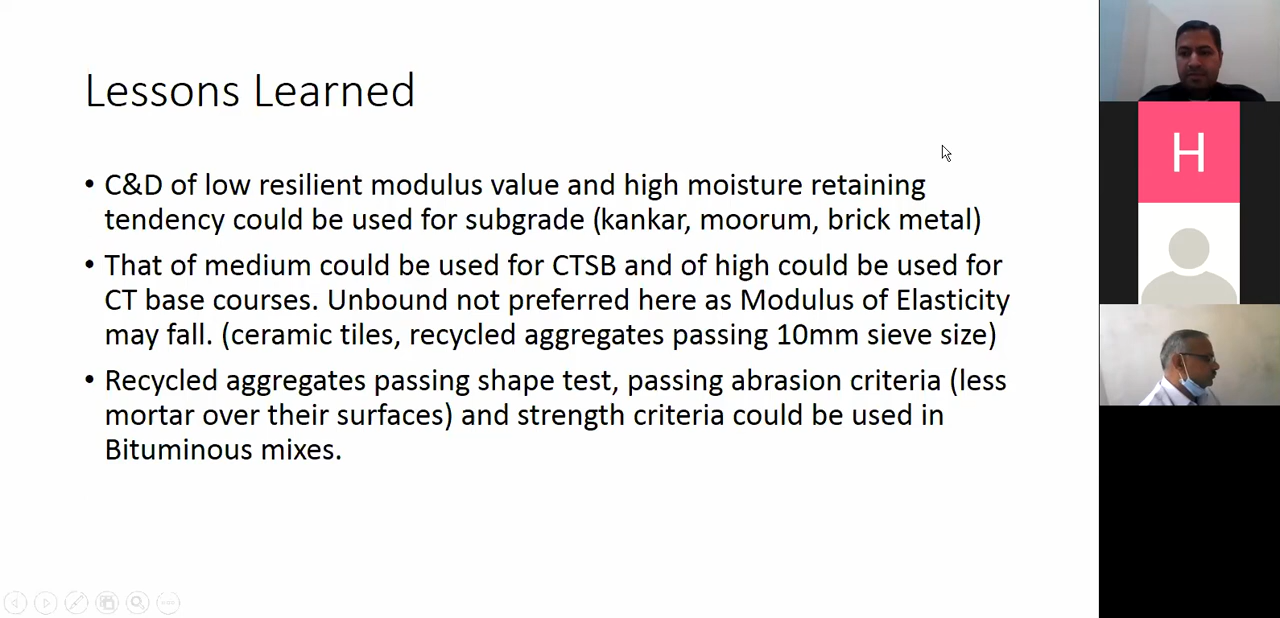 Lessons Learned
• C&D of low resilient modulus value and high moisture retaining
tendency could be used for subgrade (kankar, moorum, brick metal)
• That of medium could be used for CTSB and of high could be used for
CT base courses. Unbound not preferred here as Modulus of Elasticity
may fall. (ceramic tiles, recycled aggregates passing 10mm sieve size)
• Recycled aggregates passing shape test, passing abrasion criteria (less
mortar over their surfaces) and strength criteria could be used in
Bituminous mixes.
H